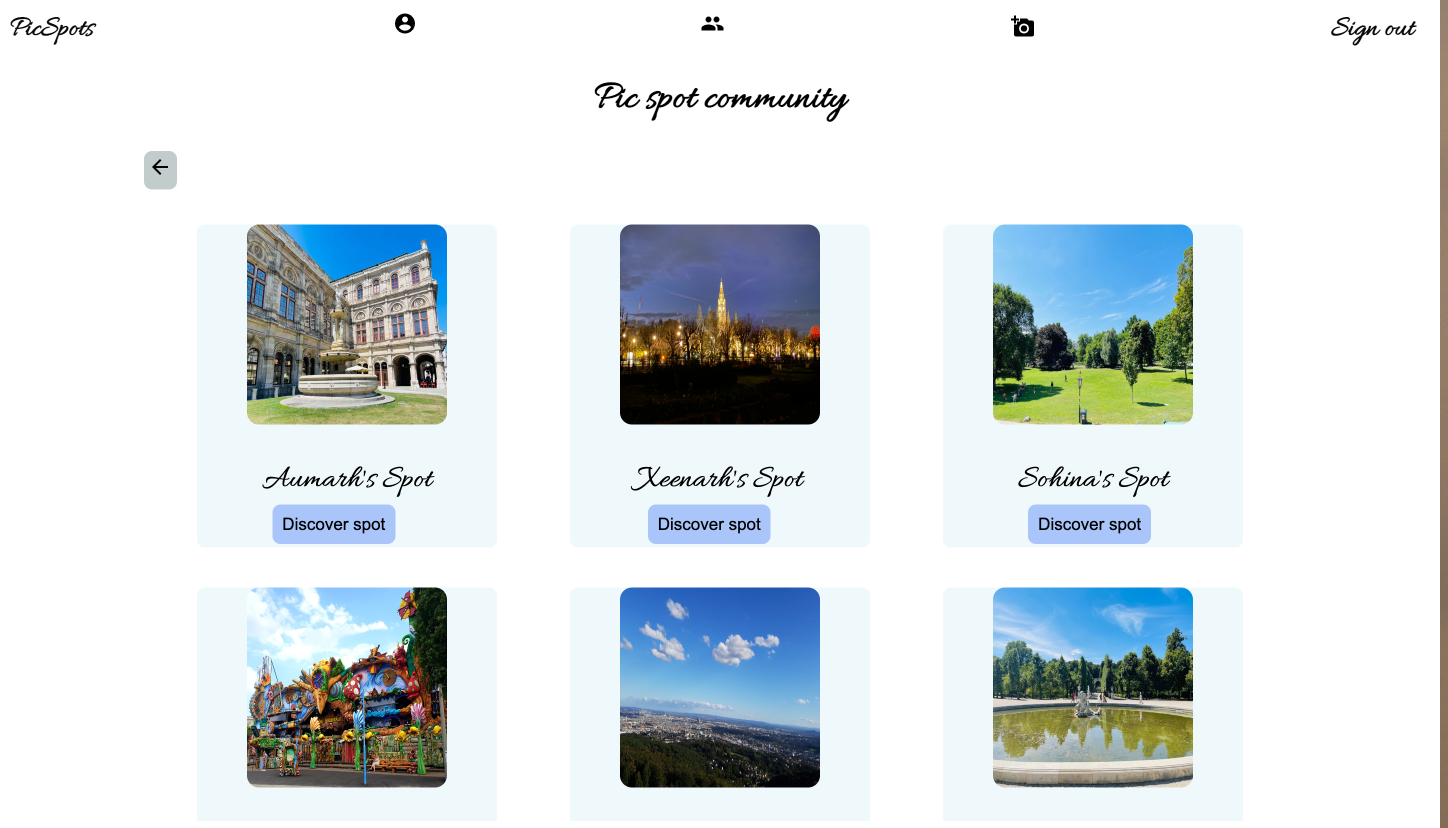 PicSpots
Sign out
Pic spot community
Aumarh's Spot
Xeenarh's Spot
Sohina's Spot
Discover spot
Discover spot
Discover spot